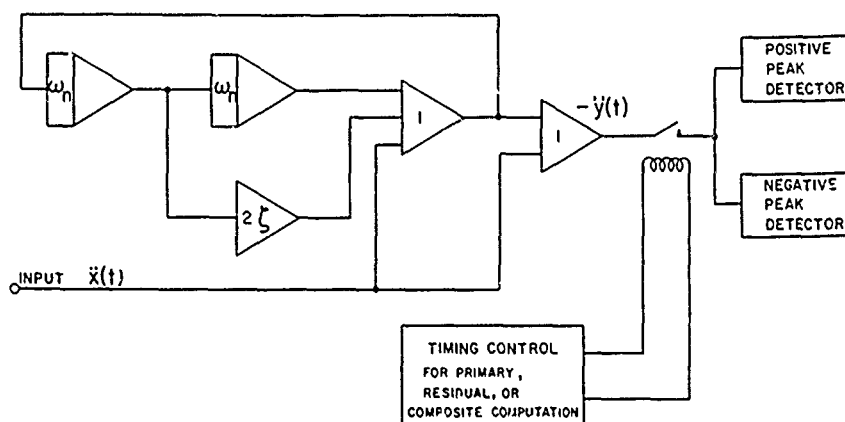 POSITIVE
PEAK
DETECTOR
ωn
ωn
1
-ÿ(t)
1
2ζ
NEGATIVE
PEAK
DETECTOR
INPUT ẍ(t)
TIMING CONTROL
FOR PRIMARY,
RESIDUAL, OR
COMPOSITE COMPUTATION